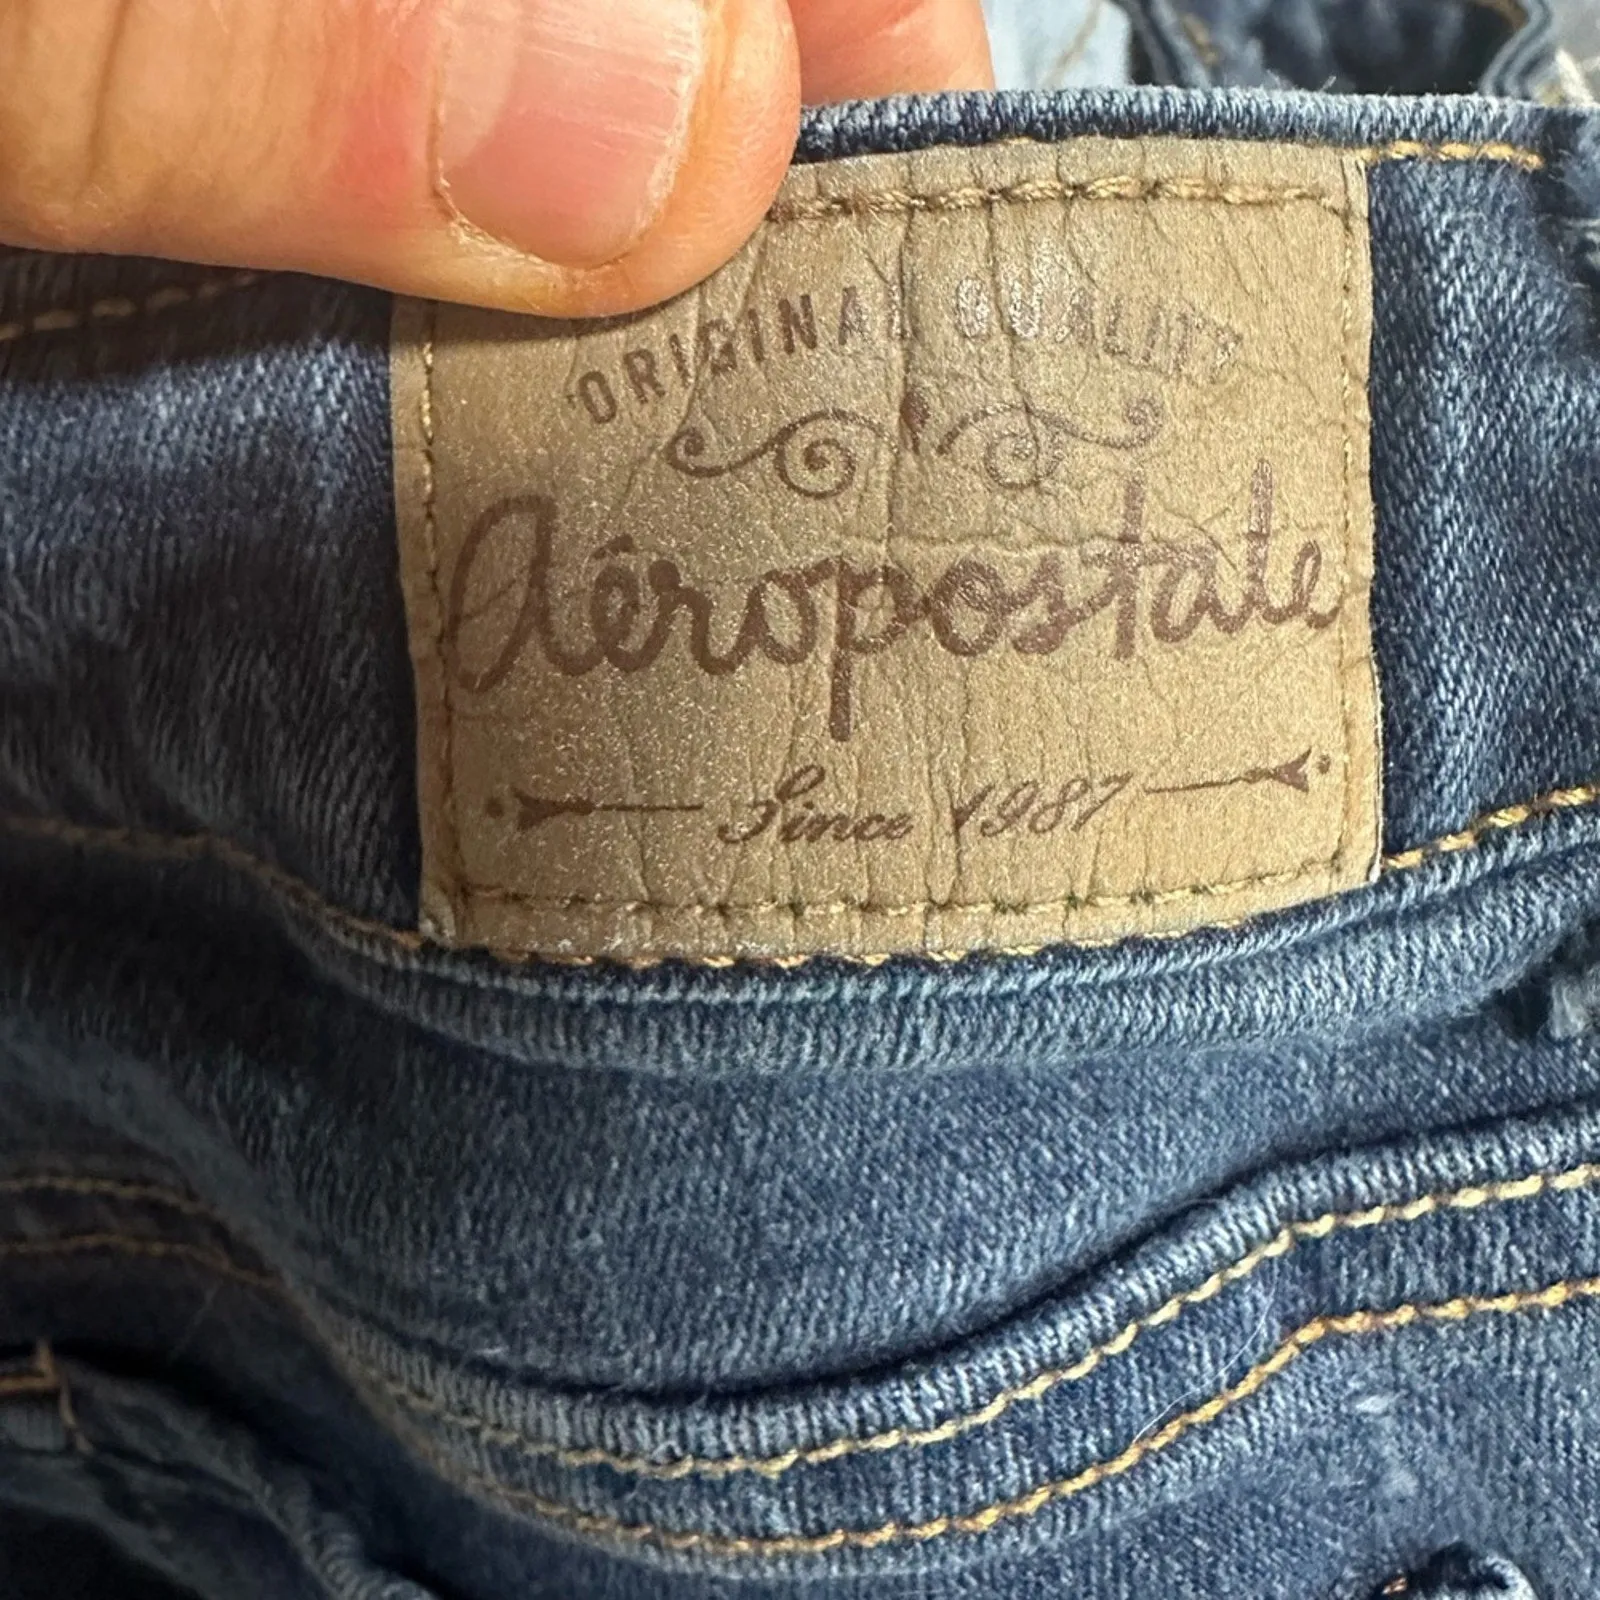 ORIGINAL QUALITY
Aéropostale
Since 1987